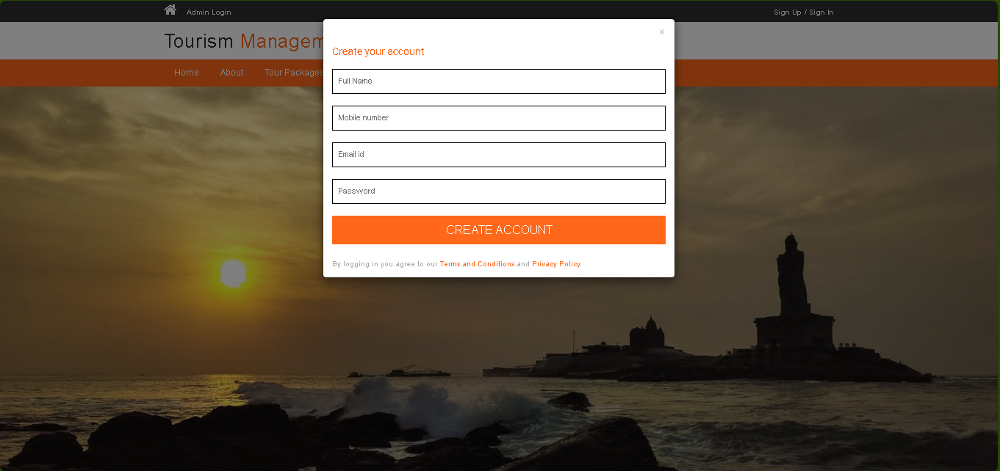 Admin Login
Sign Up / Sign In
×
Tourism Managem
Create your account
Home About Tour Packages
Full Name
Mobile number
Email id
Password
CREATE ACCOUNT
By logging in you agree to our Terms and Conditions and Privacy Policy